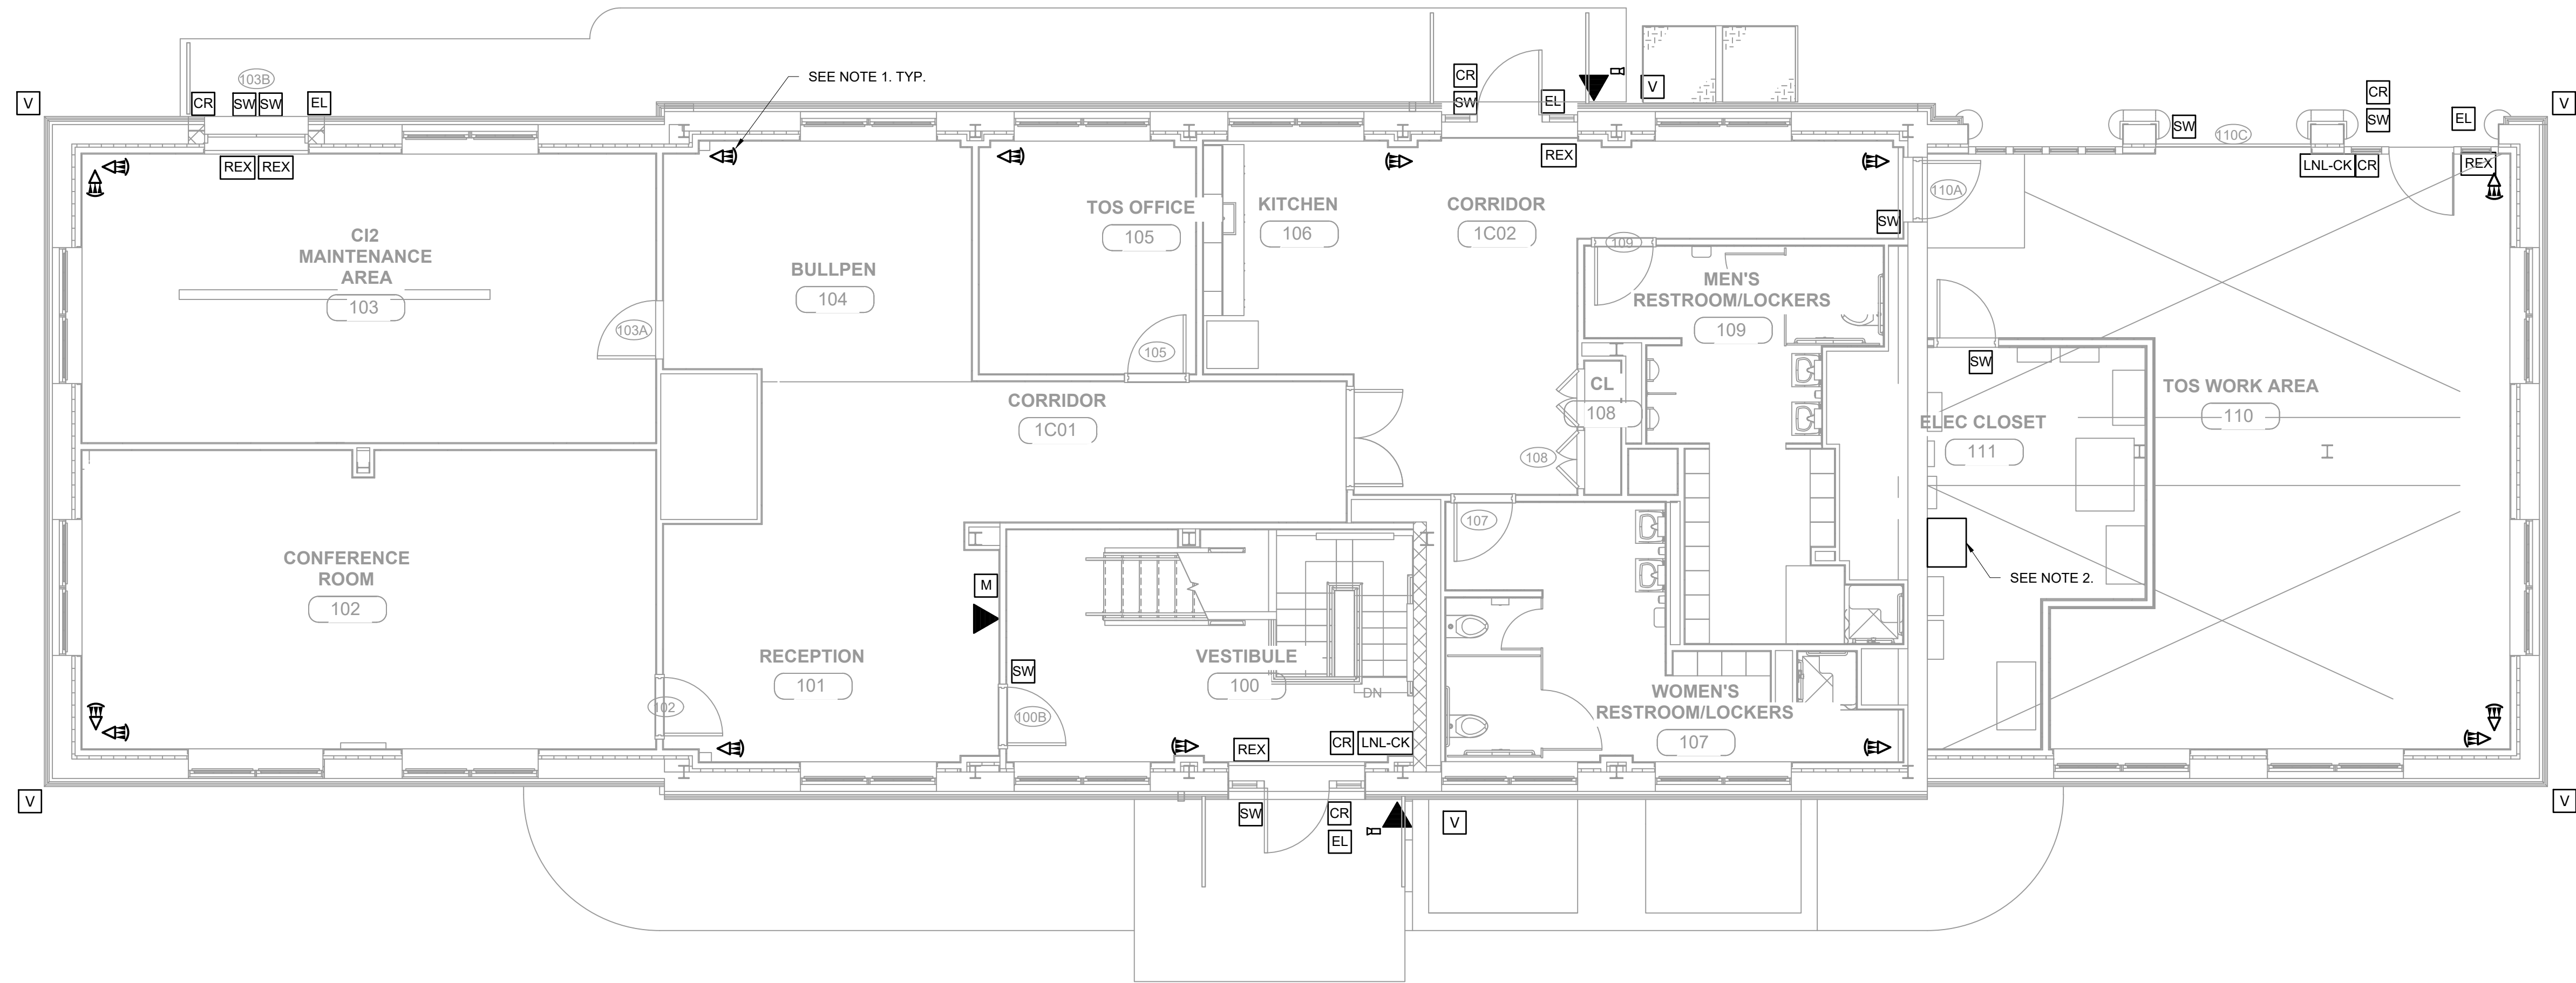 103B
SEE NOTE 1. TYP.
CR
V
V
CR
SW SW
EL
SW
EL
V
CR
SW
EL
SW
110C
REX REX
REX
LNL-CK CR
REX
110A
TOS OFFICE
105
KITCHEN
106
CORRIDOR
1C02
SW
CI2
MAINTENANCE
AREA
103
BULLPEN
104
109
MEN'S
RESTROOM/LOCKERS
109
103A
105
SW
CL
108
TOS WORK AREA
110
CORRIDOR
1C01
ELEC CLOSET
111
108
107
CONFERENCE
ROOM
102
M
SEE NOTE 2.
RECEPTION
101
SW
VESTIBULE
100
DN
WOMEN'S
RESTROOM/LOCKERS
107
102
100B
REX
CR
LNL-CK
V
SW
CR
EL
V
V